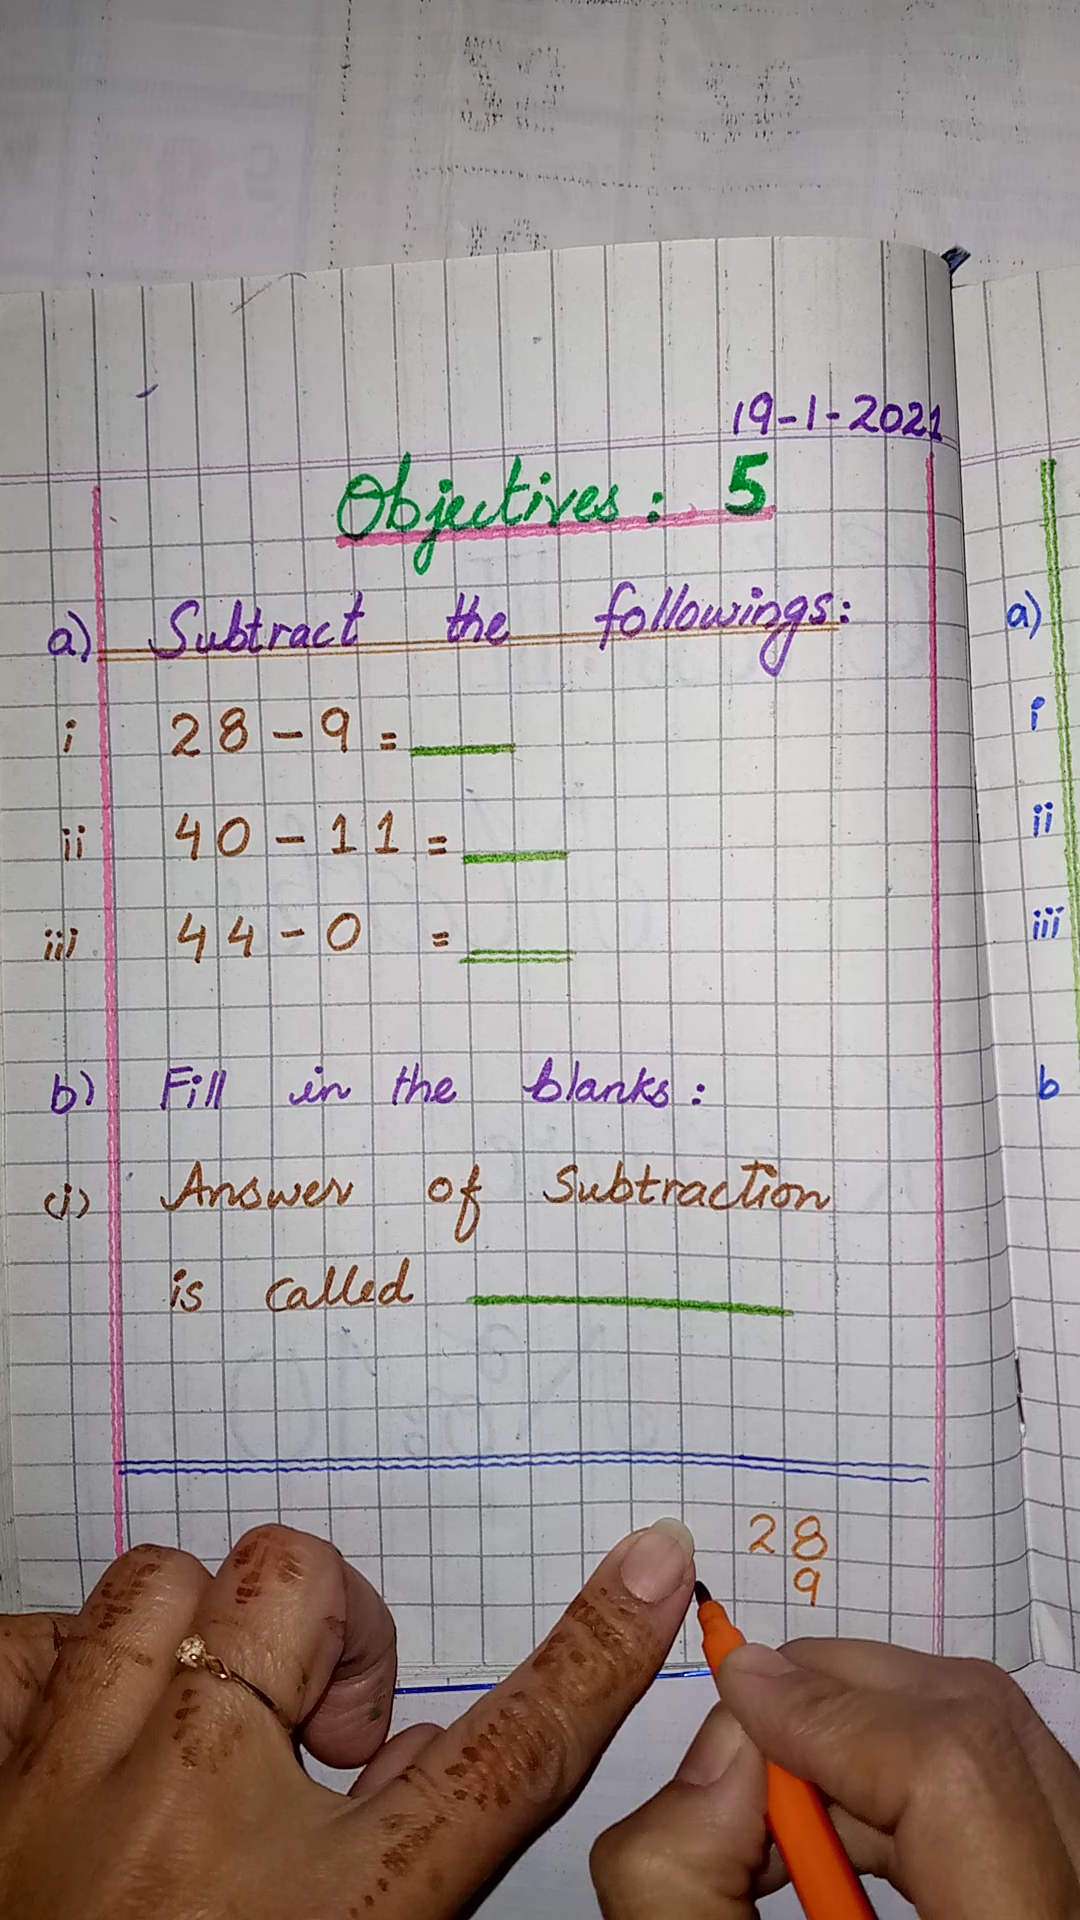 19-1-2021
Objectives: 5
a) Subtract the followings:
i 28-9 =
ii 40-11 =
iii 44-0 =
b) Fill in the blanks:
(i) Answer of Subtraction
is called
28
9
a)
i
ii
iii
b